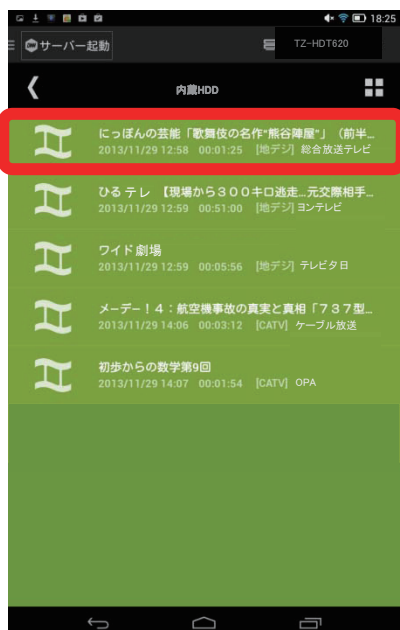 18:25
サーバー起動
TZ-HDT620
内蔵HDD
にっぽんの芸能「歌舞伎の名作"熊谷陣屋"」（前半...
2013/11/29 12:58 00:01:25 [地デジ] 総合放送テレビ
ひる テレ 【現場から３００キロ逃走...元交際相手...
2013/11/29 12:59 00:51:00 [地デジ] ヨンテレビ
ワイド劇場
2013/11/29 12:59 00:05:56 [地デジ] テレビタ日
メーデー！4：航空機事故の真実と真相「７３７型...
2013/11/29 14:06 00:03:12 [CATV] ケーブル放送
初歩からの数学第9回
2013/11/29 14:07 00:01:54 [CATV] OPA